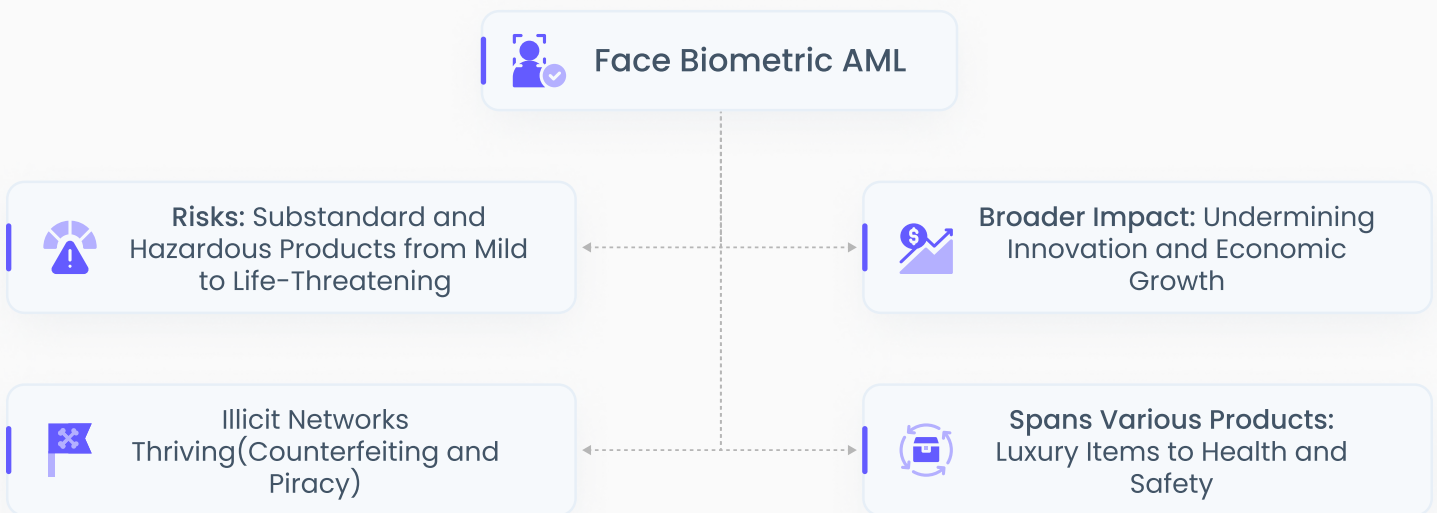 Face Biometric AML
Risks: Substandard and
Hazardous Products from Mild
to Life-Threatening
Broader Impact: Undermining
Innovation and Economic
Growth
Illicit Networks
Thriving(Counterfeiting and
Piracy)
Spans Various Products:
Luxury Items to Health and
Safety